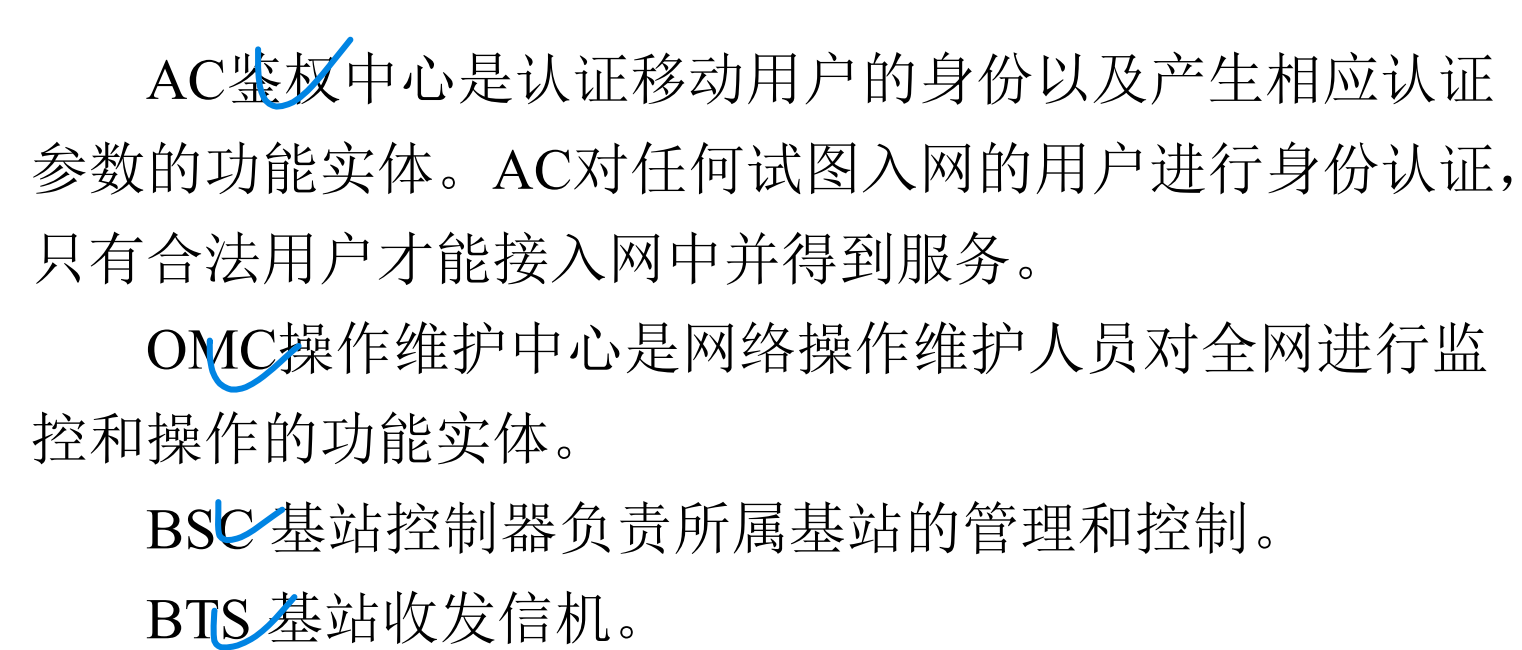 AC鉴权中心是认证移动用户的身份以及产生相应认证
参数的功能实体。AC对任何试图入网的用户进行身份认证，
只有合法用户才能接入网中并得到服务。
OMC操作维护中心是网络操作维护人员对全网进行监
控和操作的功能实体。
BSC 基站控制器负责所属基站的管理和控制。
BTS 基站收发信机。